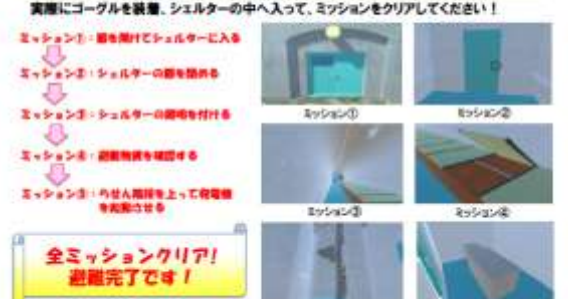 実際にゴーグルを装着、シェルターの中へ入って、ミッションをクリアしてください！
ミッション①：扉を開けてシェルターに入る
ミッション②：シェルターの扉を閉める
ミッション③：シェルターの照明を付ける
ミッション④：避難物資を確認する
ミッション⑤：らせん階段を上って発電機
を起動させる
全ミッションクリア!
避難完了です！
ミッション①
ミッション②
ミッション③
ミッション④